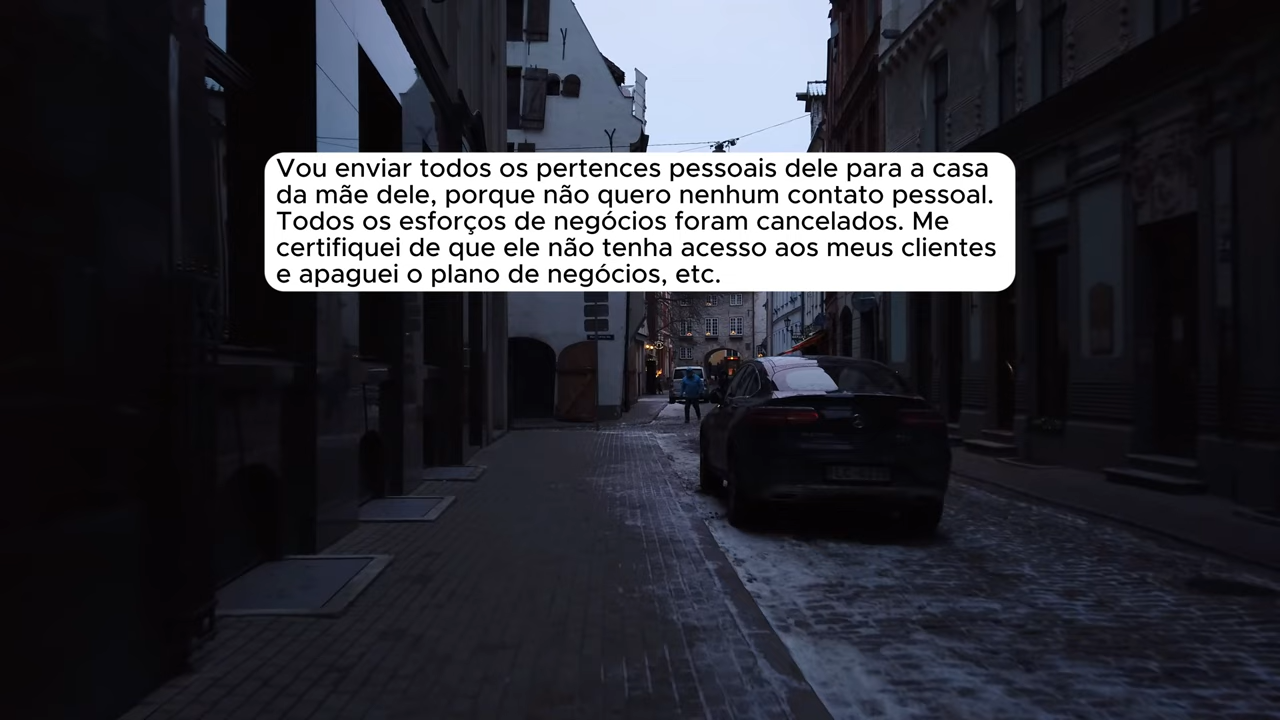 Vou enviar todos os pertences pessoais dele para a casa
da mãe dele, porque não quero nenhum contato pessoal.
Todos os esforços de negócios foram cancelados. Me
certifiquei de que ele não tenha acesso aos meus clientes
e apaguei o plano de negócios, etc.